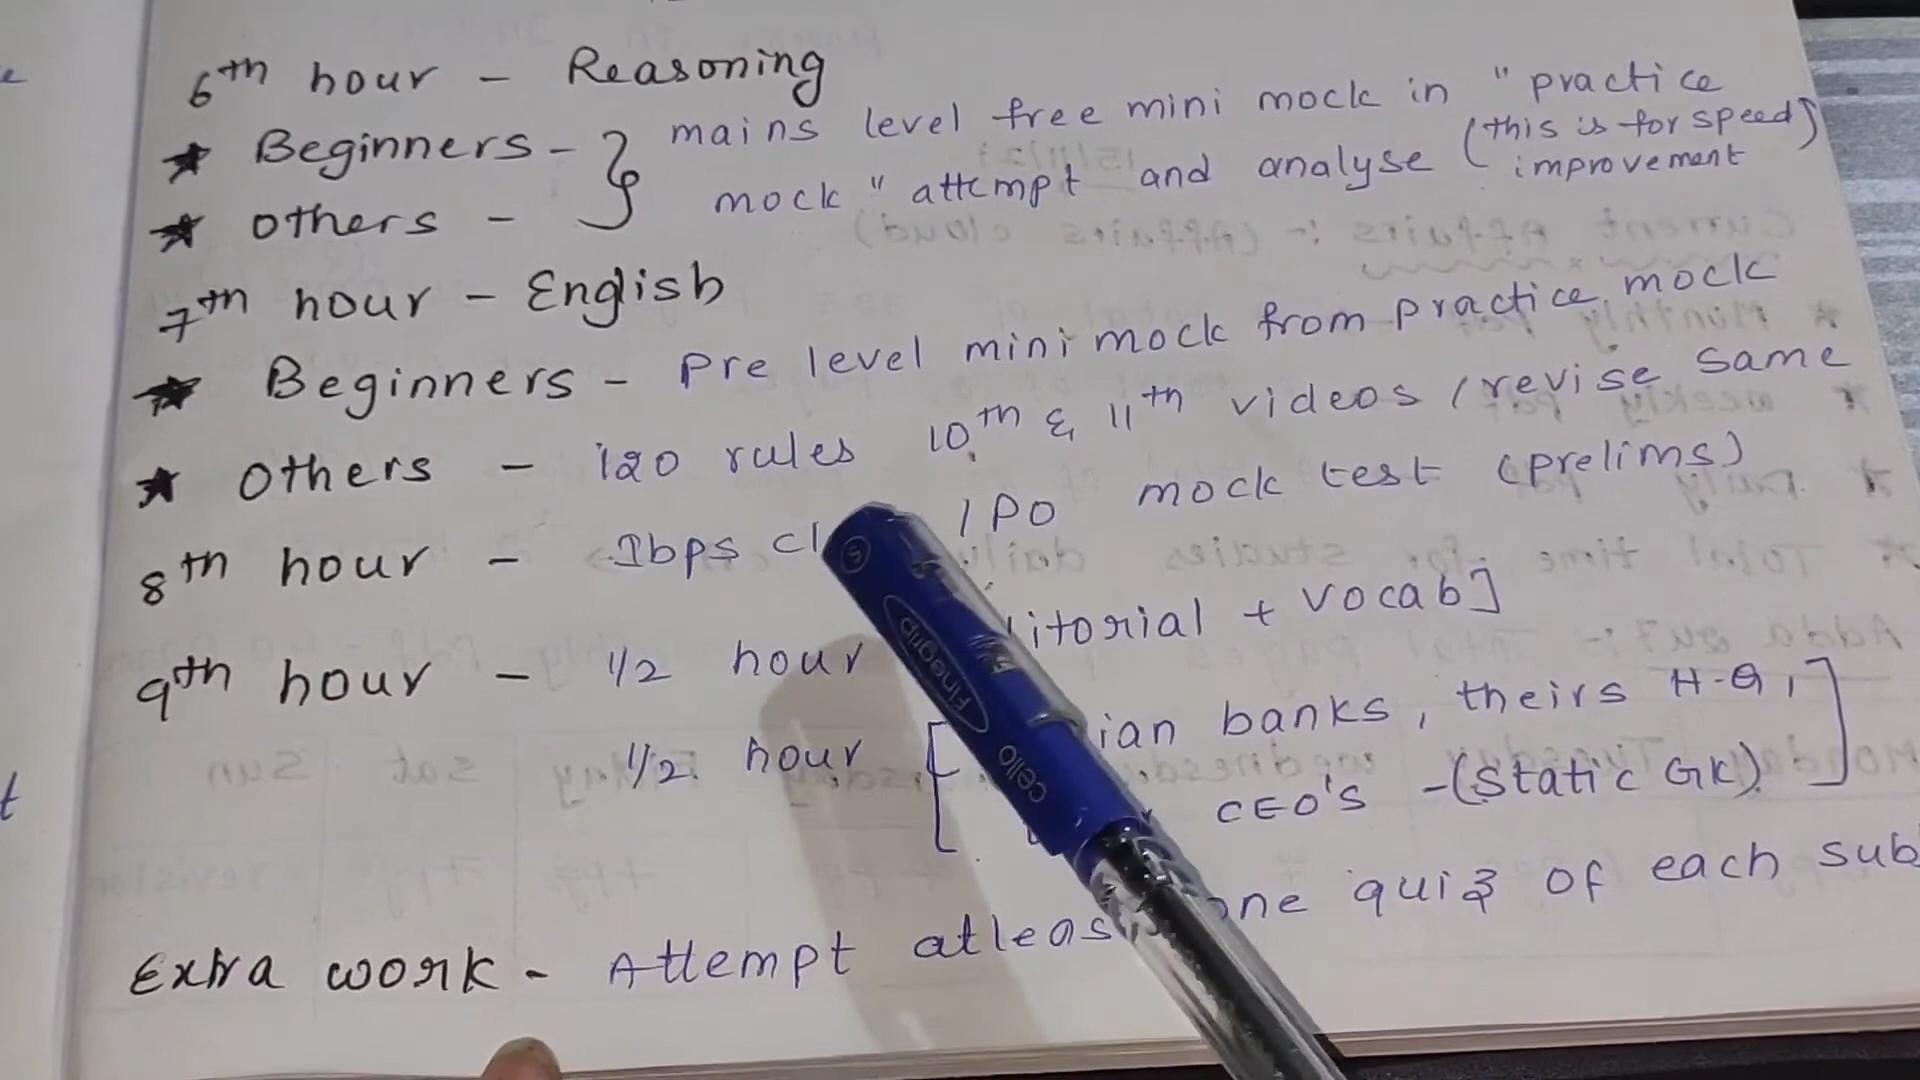 6th hour - Reasoning
★ Beginners - } mains level free mini mock in "practice
★ others - mock" attempt and analyse (this is for speed) improvement
7th hour - English
★ Beginners - Pre level mini mock from practice mock
★ others - 120 rules 10th & 11th videos / revise same
8th hour - Ibps cl / PO mock test (prelims)
9th hour - 1/2 hour itorial + vocab]
1/2 hour [ ian banks, theirs H-Q,
CEO'S - (static GK) ]
Extra work - Attempt atleas one quiz of each sub
Finegrip
cello